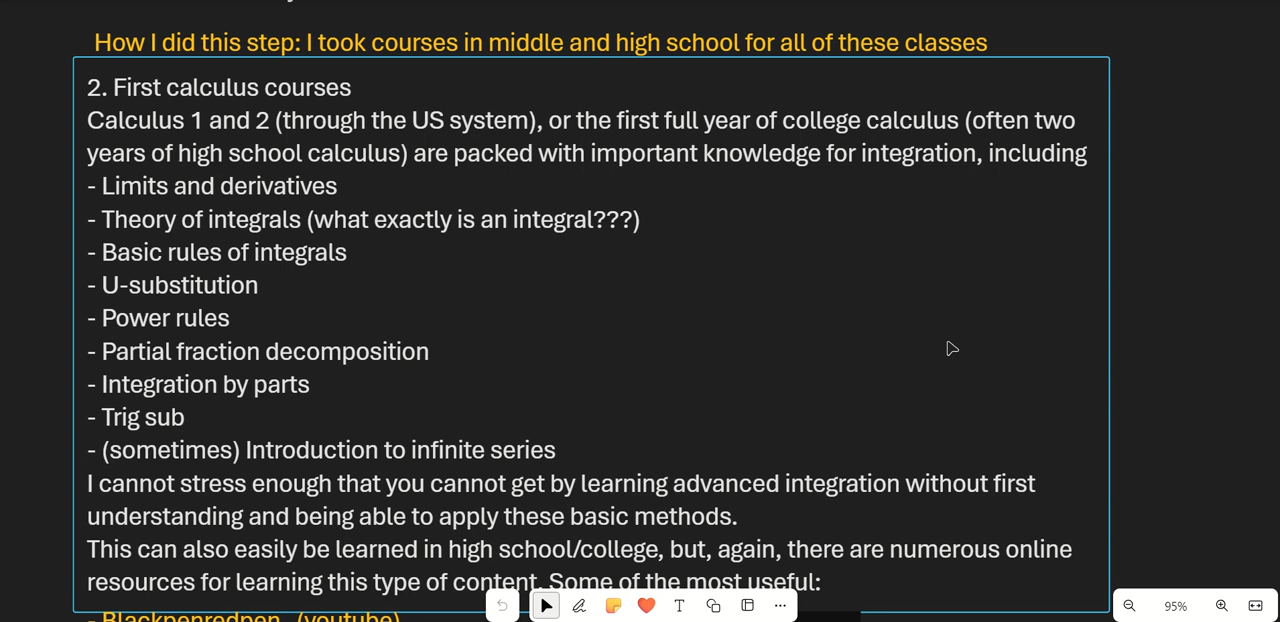 How I did this step: I took courses in middle and high school for all of these classes
2. First calculus courses
Calculus 1 and 2 (through the US system), or the first full year of college calculus (often two
years of high school calculus) are packed with important knowledge for integration, including
- Limits and derivatives
- Theory of integrals (what exactly is an integral???)
- Basic rules of integrals
- U-substitution
- Power rules
- Partial fraction decomposition
- Integration by parts
- Trig sub
- (sometimes) Introduction to infinite series
I cannot stress enough that you cannot get by learning advanced integration without first
understanding and being able to apply these basic methods.
This can also easily be learned in high school/college, but, again, there are numerous online
resources for learning this type of content. Some of the most useful:
- Blackpenredpen (youtube)
95%